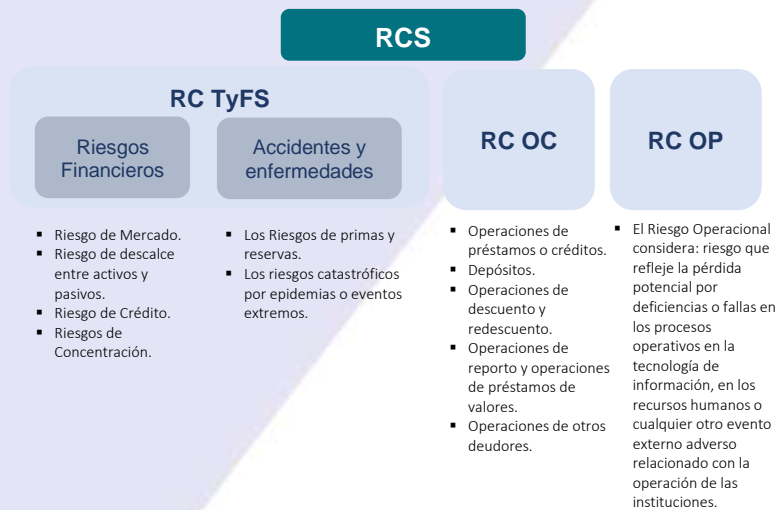 RCS
RC TyFS
Riesgos
Financieros
Accidentes y
enfermedades
▪ Riesgo de Mercado.
▪ Riesgo de descalce
entre activos y
pasivos.
▪ Riesgo de Crédito.
▪ Riesgos de
Concentración.
▪ Los Riesgos de primas y
reservas.
▪ Los riesgos catastróficos
por epidemias o eventos
extremos.
RC OC
▪ Operaciones de
préstamos o créditos.
▪ Depósitos.
▪ Operaciones de
descuento y
redescuento.
▪ Operaciones de
reporto y operaciones
de préstamos de
valores.
▪ Operaciones de otros
deudores.
RC OP
▪ El Riesgo Operacional
considera: riesgo que
refleje la pérdida
potencial por
deficiencias o fallas en
los procesos
operativos en la
tecnología de
información, en los
recursos humanos o
cualquier otro evento
externo adverso
relacionado con la
operación de las
instituciones.